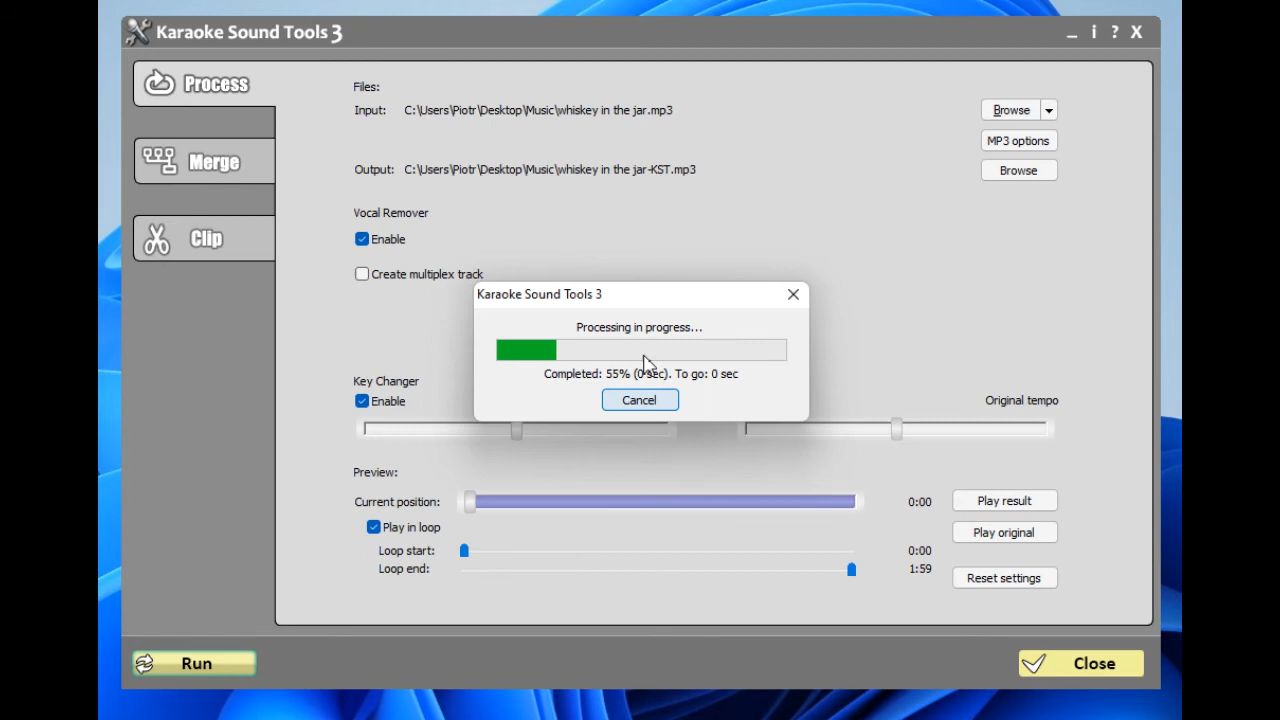 Karaoke Sound Tools 3
_ i ? X
Process
Merge
Clip
Files:
Input: C:\Users\Piotr\Desktop\Music\whiskey in the jar.mp3
Browse
MP3 options
Output: C:\Users\Piotr\Desktop\Music\whiskey in the jar-KST.mp3
Browse
Vocal Remover
Enable
Create multiplex track
Karaoke Sound Tools 3
Processing in progress...
Completed: 55% (0 sec). To go: 0 sec
Cancel
Key Changer
Enable
Original tempo
Preview:
Current position: 0:00
Play result
Play in loop
Play original
Loop start: 0:00
Loop end: 1:59
Reset settings
Run
Close